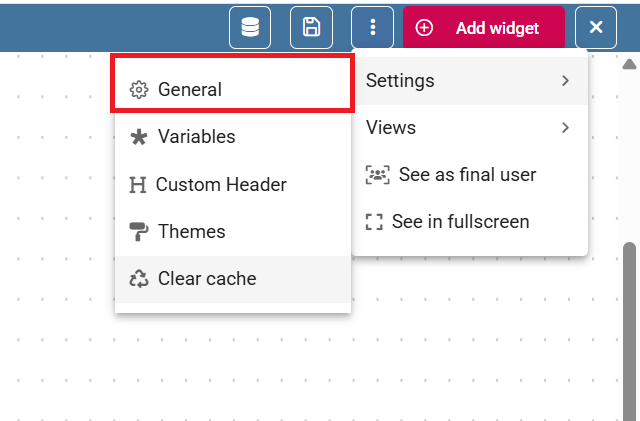 Add widget
Settings
Views
See as final user
See in fullscreen
General
Variables
Custom Header
Themes
Clear cache